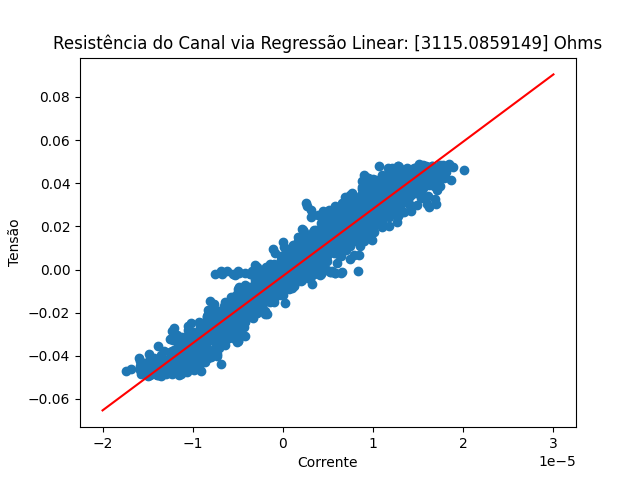 Resistência do Canal via Regressão Linear: [3115.0859149] Ohms
Tensão
0.08
0.06
0.04
0.02
0.00
−0.02
−0.04
−0.06
−2 −1 0 1 2 3
1e−5
Corrente